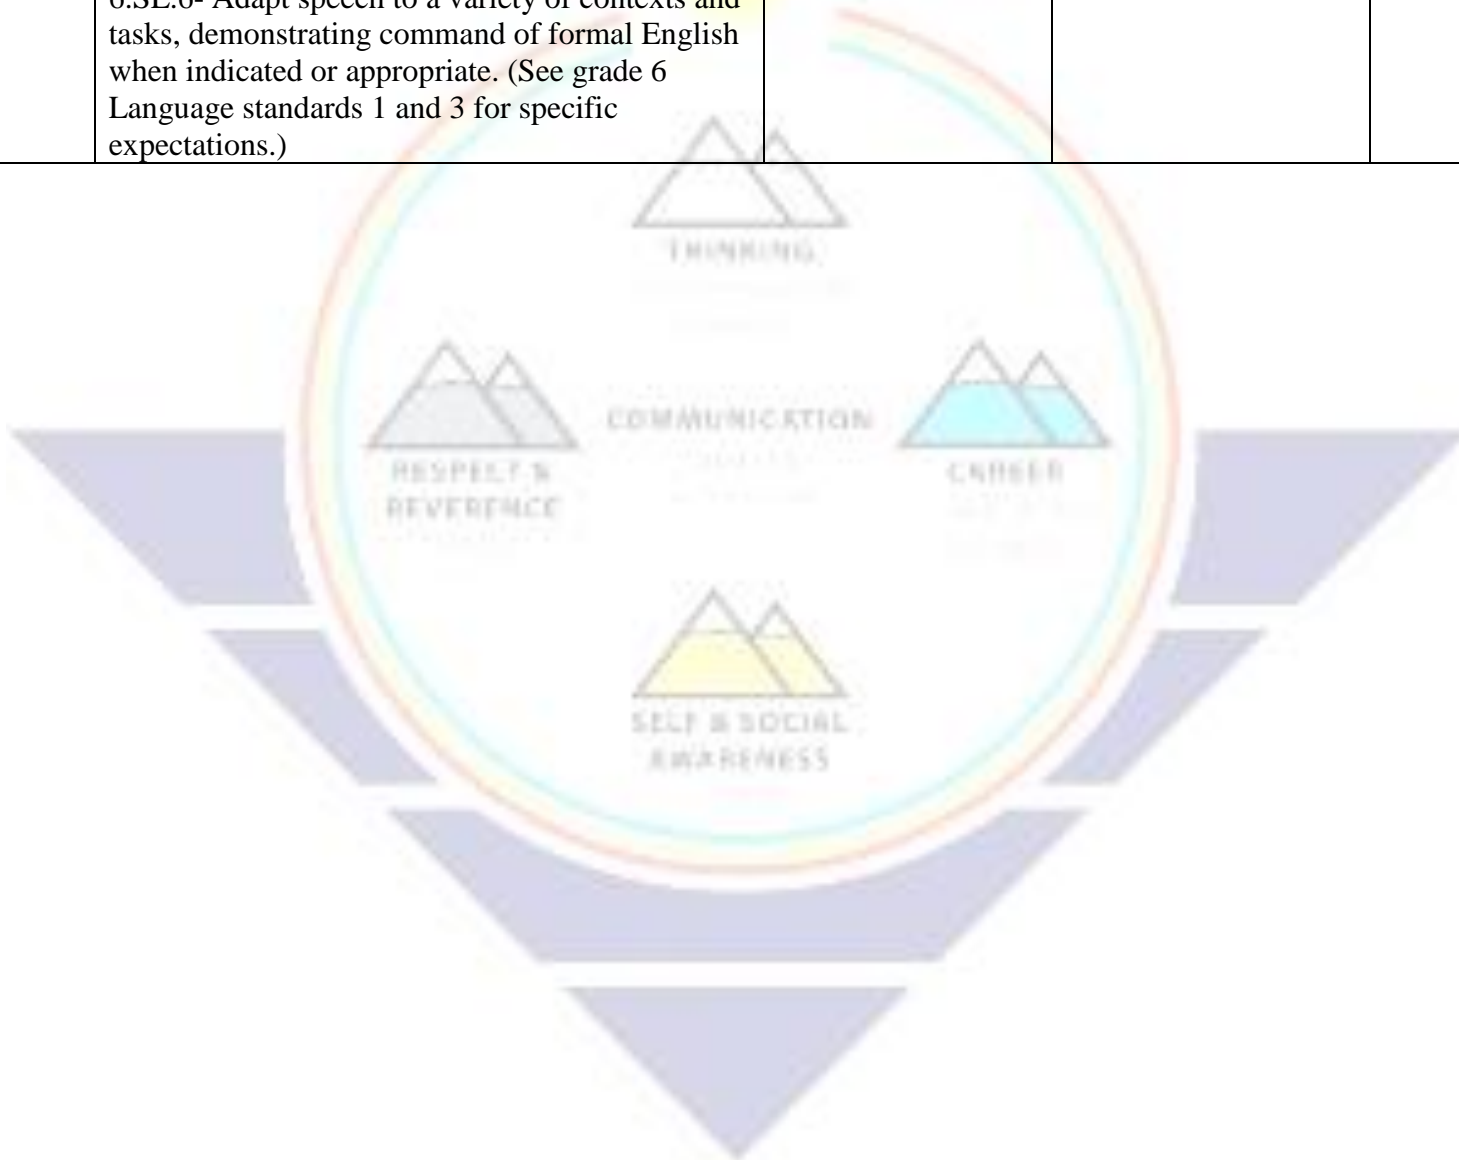 6.SL.6- Adapt speech to a variety of contexts and
tasks, demonstrating command of formal English
when indicated or appropriate. (See grade 6
Language standards 1 and 3 for specific
expectations.)
THINKING
COMMUNICATION
RESPECT &
REVERENCE
CAREER
SELF & SOCIAL
AWARENESS